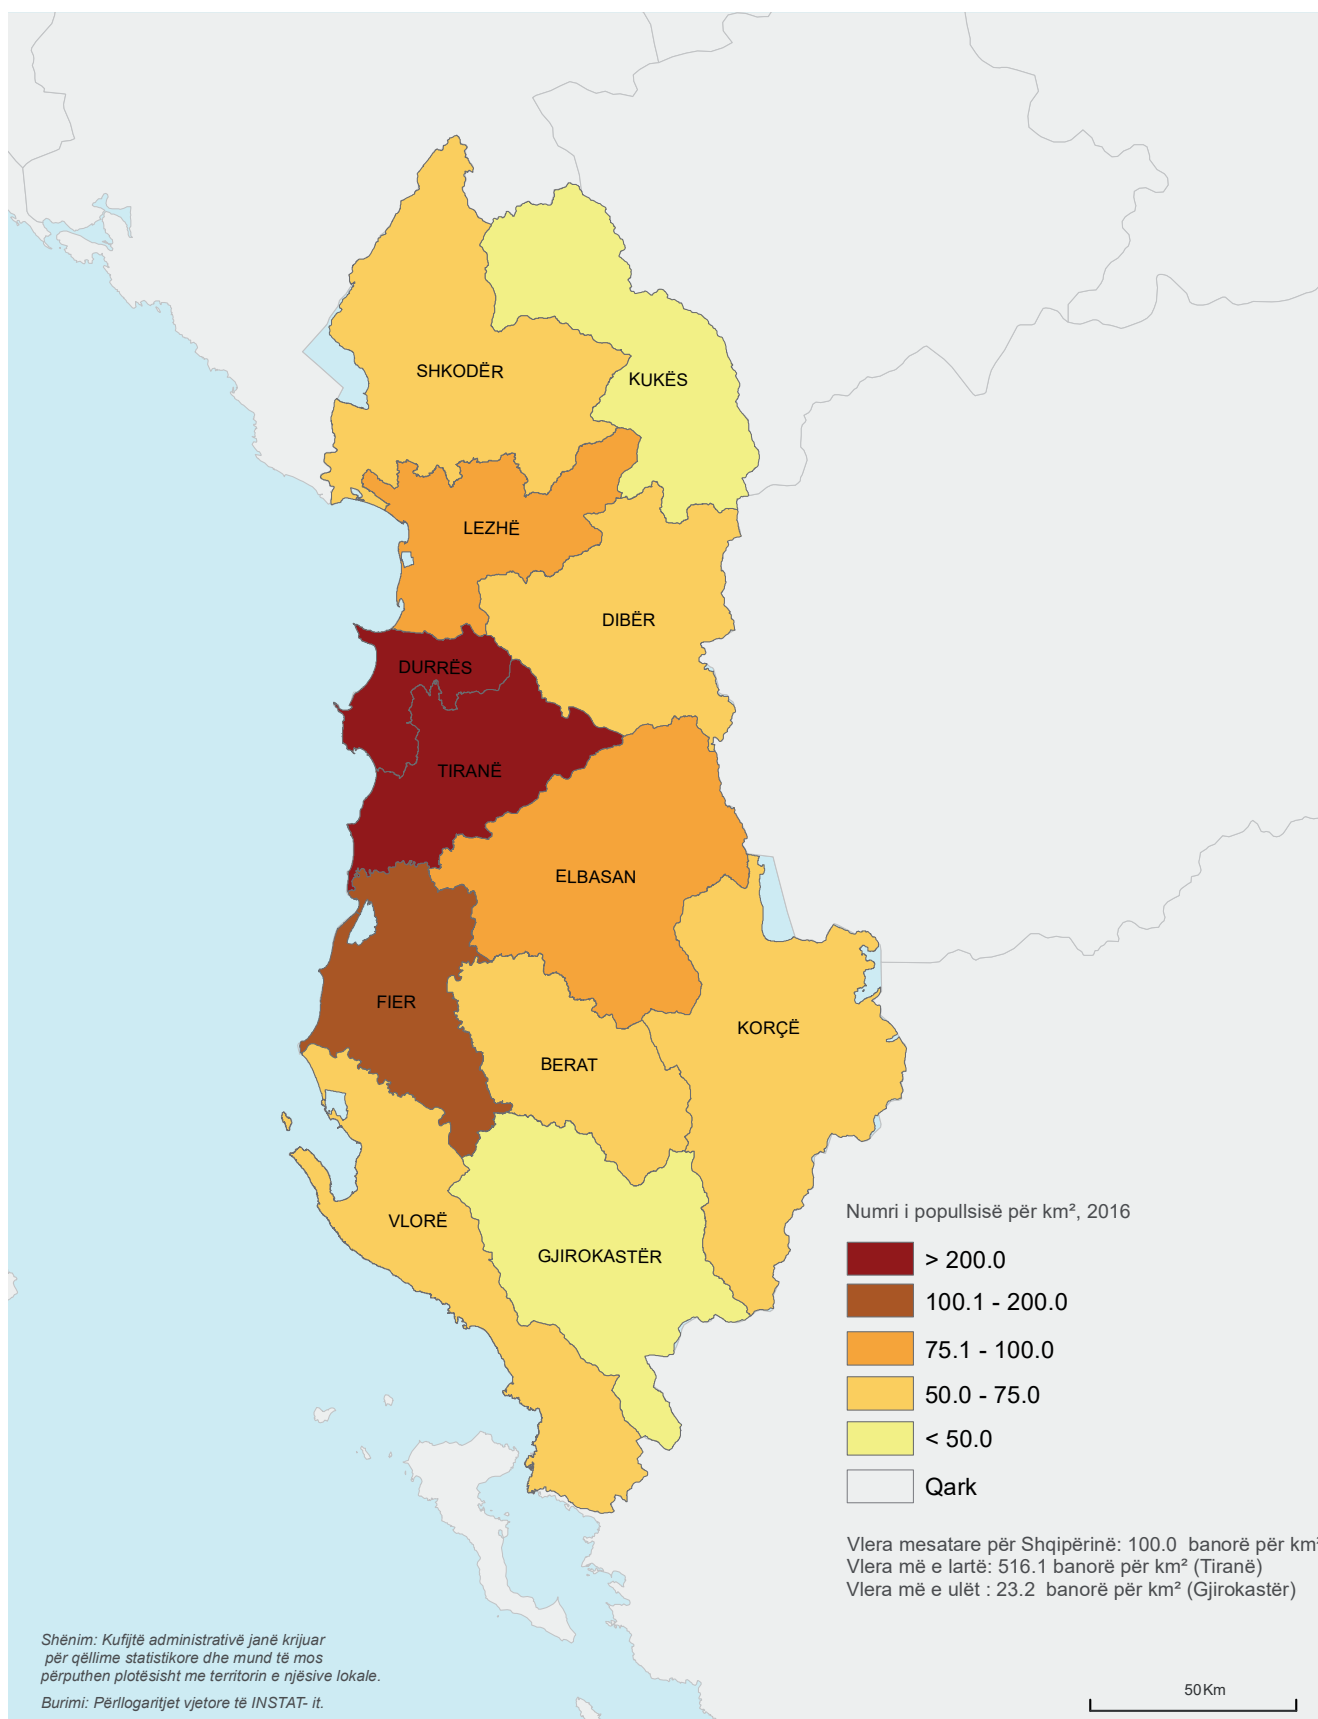 SHKODËR
KUKËS
LEZHË
DIBËR
DURRËS
TIRANË
ELBASAN
FIER
KORÇË
BERAT
VLORË
GJIROKASTËR
Numri i popullsisë për km², 2016
> 200.0
100.1 - 200.0
75.1 - 100.0
50.0 - 75.0
< 50.0
Qark
Vlera mesatare për Shqipërinë: 100.0 banorë për km²
Vlera më e lartë: 516.1 banorë për km² (Tiranë)
Vlera më e ulët : 23.2 banorë për km² (Gjirokastër)
Shënim: Kufijtë administrativë janë krijuar
për qëllime statistikore dhe mund të mos
përputhen plotësisht me territorin e njësive lokale.
Burimi: Përllogaritjet vjetore të INSTAT- it.
50Km